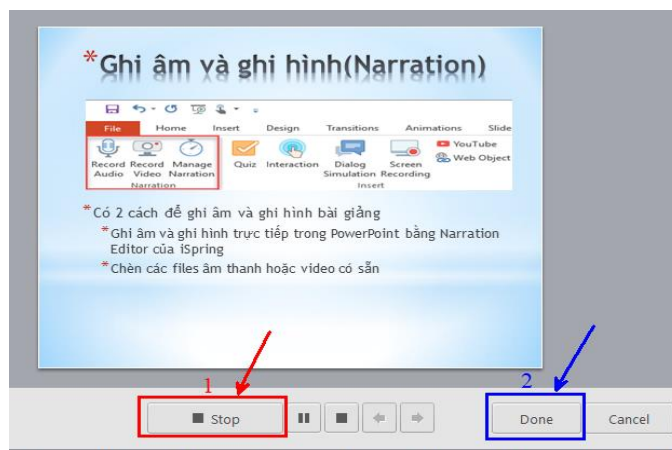 *Ghi âm và ghi hình(Narration)
File Home Insert Design Transitions Animations Slide
Record Audio Record Video Manage Narration Quiz Interaction Dialog Simulation Screen Recording YouTube
Web Object
Narration Insert
*Có 2 cách để ghi âm và ghi hình bài giảng
*Ghi âm và ghi hình trực tiếp trong PowerPoint bằng Narration
Editor của iSpring
*Chèn các files âm thanh hoặc video có sẵn
1 2
Stop Done Cancel